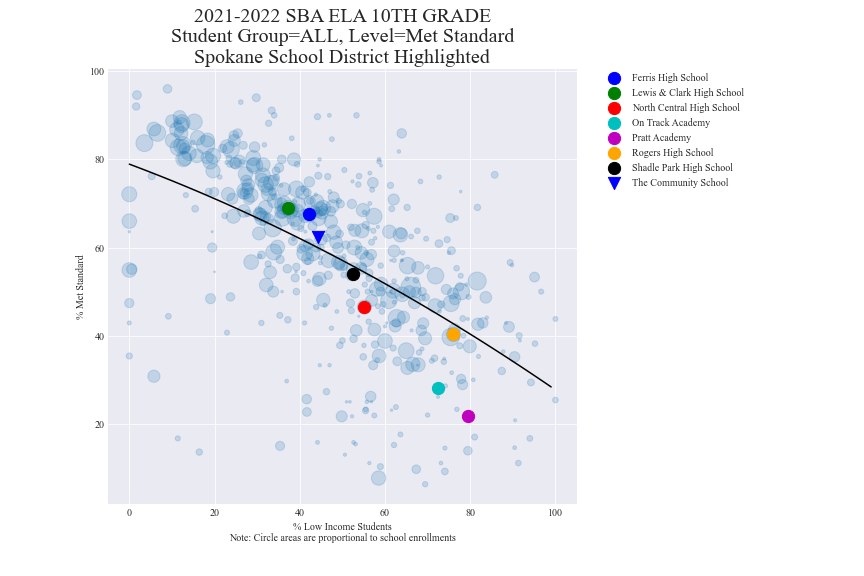 2021-2022 SBA ELA 10TH GRADE
Student Group=ALL, Level=Met Standard
Spokane School District Highlighted
100
80
60
40
20
% Met Standard
0
20
40
60
80
100
% Low Income Students
Note: Circle areas are proportional to school enrollments
Ferris High School
Lewis & Clark High School
North Central High School
On Track Academy
Pratt Academy
Rogers High School
Shadle Park High School
The Community School